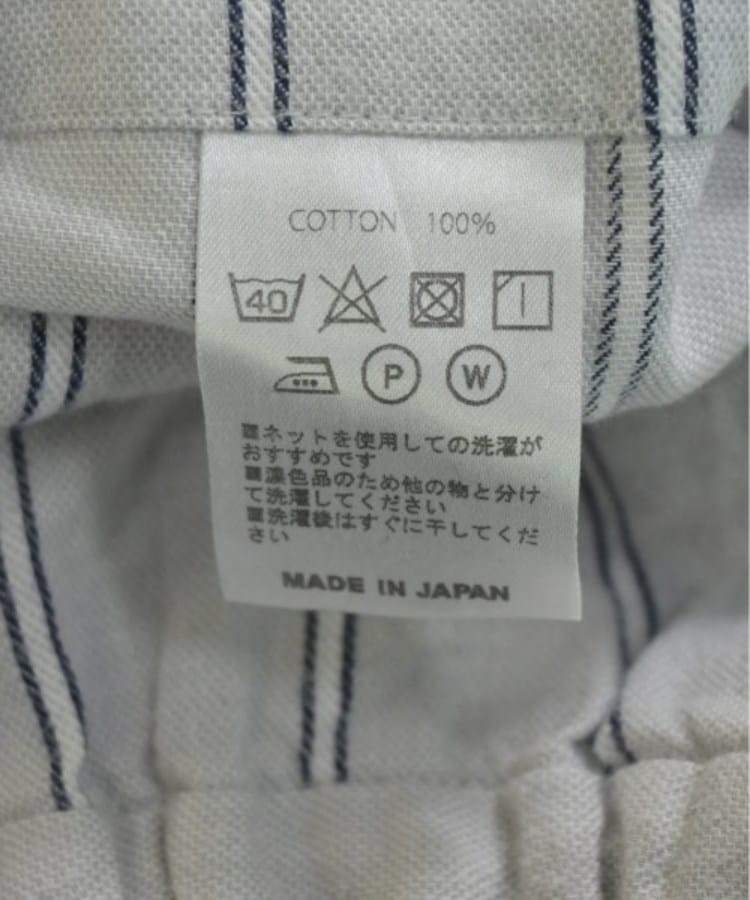 COTTON 100%
40
P W
■ネットを使用しての洗濯が
おすすめです
■濃色品のため他の物と分け
て洗濯してください
■洗濯後はすぐに干してくだ
さい
MADE IN JAPAN